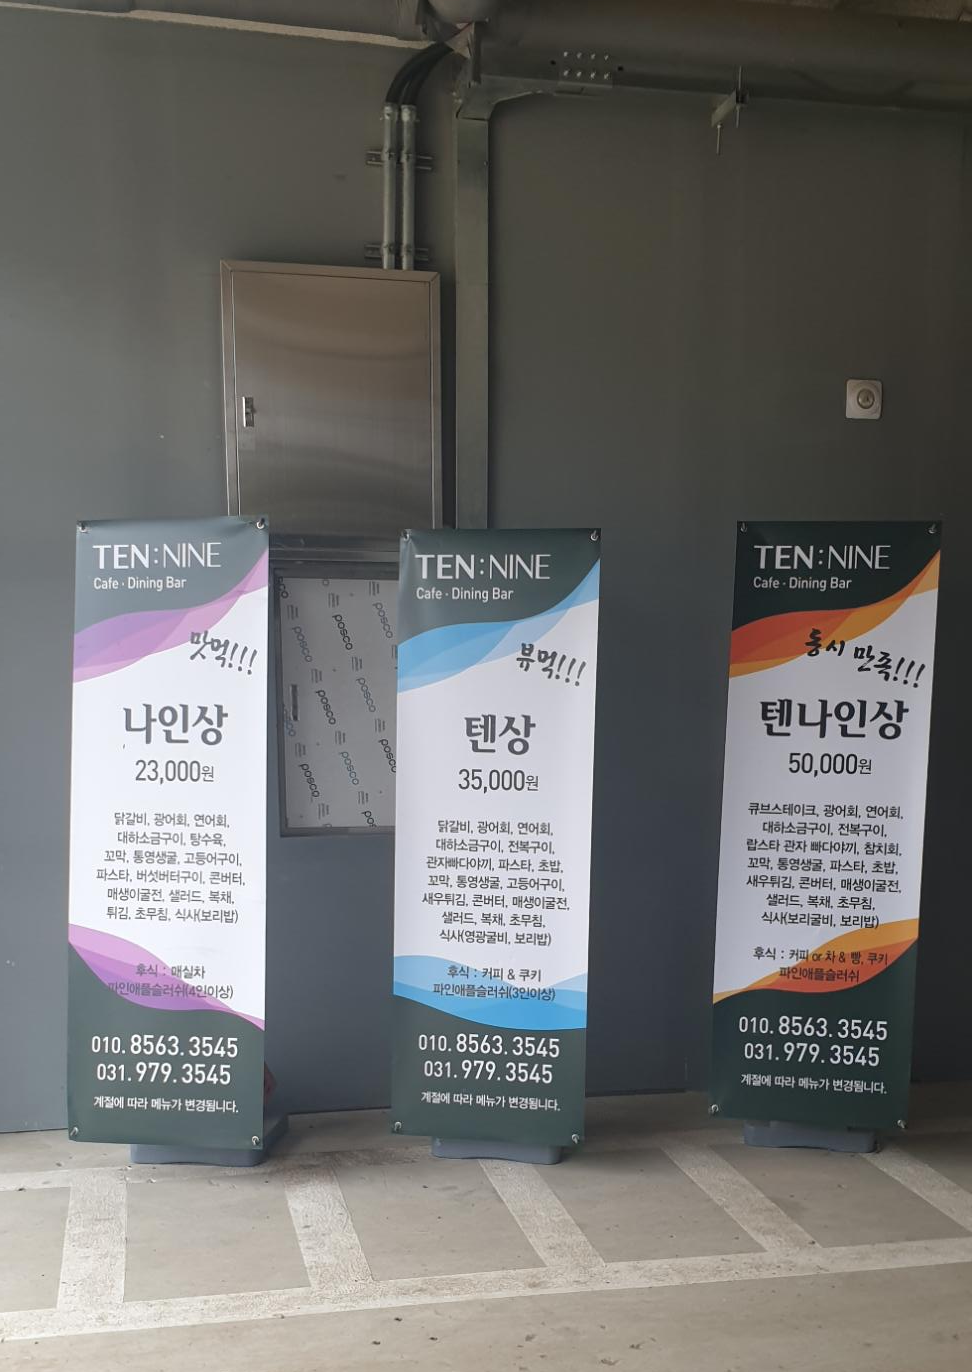 TEN:NINE
Cafe · Dining Bar
맛먹!!!
나인상
23,000원
닭갈비, 광어회, 연어회,
대하소금구이, 탕수육,
꼬막, 통영생굴, 고등어구이,
파스타, 버섯버터구이, 콘버터,
매생이굴전, 샐러드, 복채,
튀김, 초무침, 식사(보리밥)
후식 : 매실차
파인애플슬러쉬(4인이상)
010. 8563. 3545
031. 979. 3545
계절에 따라 메뉴가 변경됩니다.
TEN:NINE
Cafe · Dining Bar
뷰먹!!!
텐상
35,000원
닭갈비, 광어회, 연어회,
대하소금구이, 전복구이,
관자빠다야끼, 파스타, 초밥,
꼬막, 통영생굴, 고등어구이,
새우튀김, 콘버터, 매생이굴전,
샐러드, 복채, 초무침,
식사(영광굴비, 보리밥)
후식 : 커피 & 쿠키
파인애플슬러쉬(3인이상)
010. 8563. 3545
031. 979. 3545
계절에 따라 메뉴가 변경됩니다.
TEN:NINE
Cafe · Dining Bar
동시 만족!!!
텐나인상
50,000원
큐브스테이크, 광어회, 연어회,
대하소금구이, 전복구이,
랍스타 관자 빠다야끼, 참치회,
꼬막, 통영생굴, 파스타, 초밥,
새우튀김, 콘버터, 매생이굴전,
샐러드, 복채, 초무침,
식사(보리굴비, 보리밥)
후식 : 커피 or 차 & 빵, 쿠키
파인애플슬러쉬
010. 8563. 3545
031. 979. 3545
계절에 따라 메뉴가 변경됩니다.
posco
posco
posco
posco
posco
posco
posco